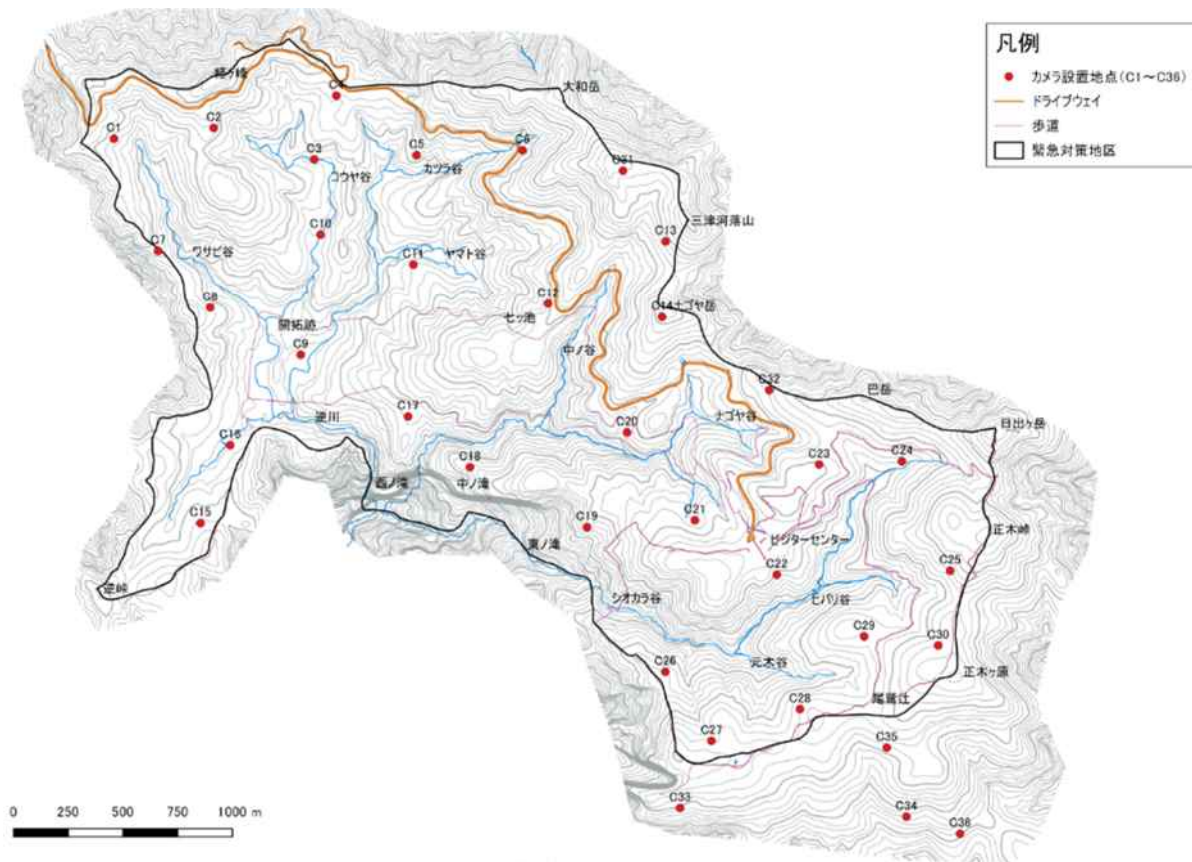 凡例
カメラ設置地点(C1～C36)
ドライブウェイ
歩道
緊急対策地区
経ヶ峰
大和岳
C4
C1
C2
C3
C5
C6
コウヤ谷
カツラ谷
C31
三津河落山
C10
C13
C7
ワサビ谷
C11
ヤマト谷
C8
C12
七ッ池
C14
ナゴヤ岳
開拓跡
C9
中ノ谷
C32
巴岳
C17
逆川
C20
ナゴヤ谷
日出ヶ岳
C16
C18
C23
C24
西ノ滝
中ノ滝
C15
C19
C21
ビジターセンター
正木峠
東ノ滝
C22
C25
逆峠
シオカラ谷
ヒバリ谷
C29
C30
C26
元木谷
正木ヶ原
C28
尾鷲辻
C27
C35
C33
C34
C36
0 250 500 750 1000 m